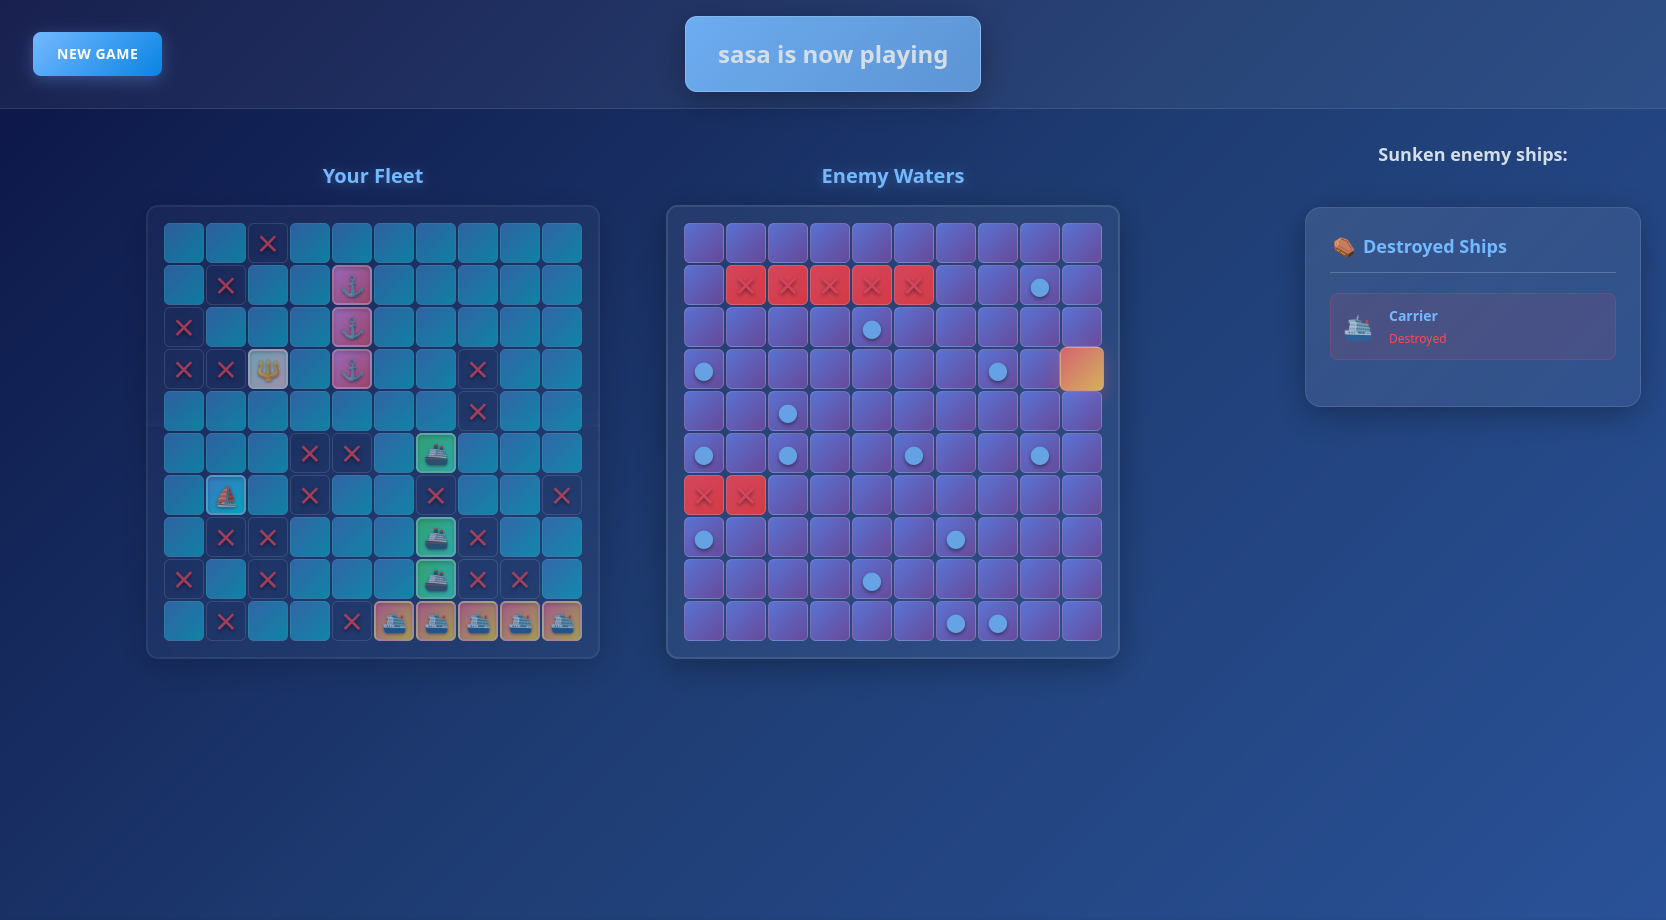 NEW GAME
sasa is now playing
Your Fleet
Enemy Waters
Sunken enemy ships:
Destroyed Ships
Carrier
Destroyed